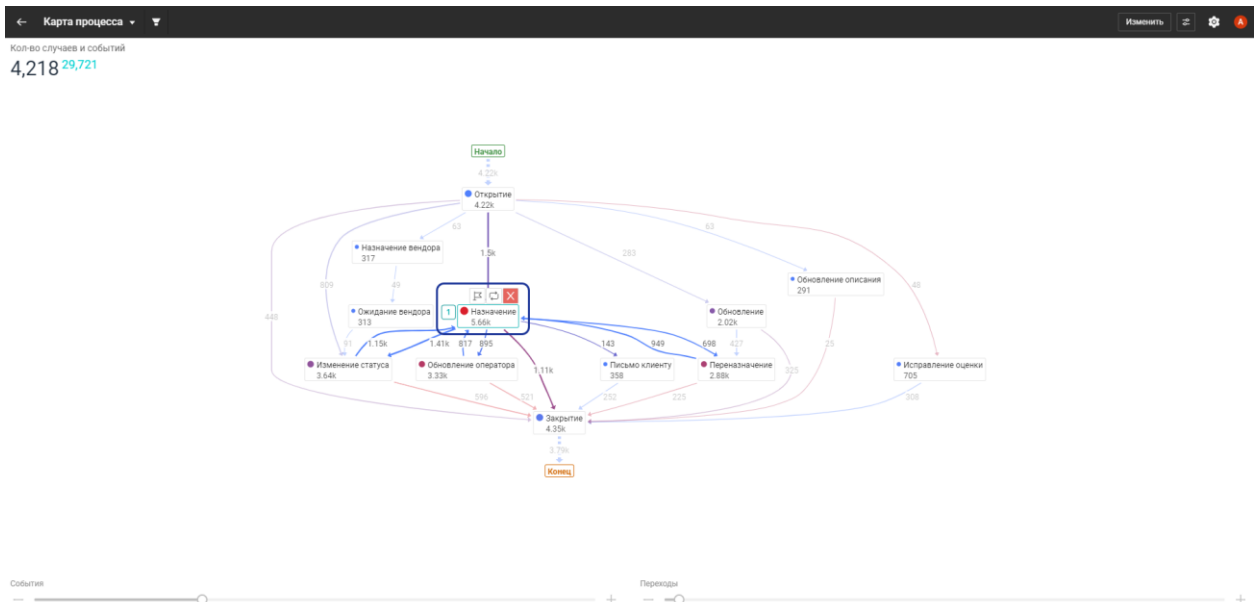 Карта процесса
Изменить
A
Кол-во случаев и событий
4,218 29,721
Начало
4.22k
Открытие
4.22k
63
63
Назначение вендора
317
1.5k
283
Обновление описания
291
809
49
48
448
Ожидание вендора
313
1
Назначение
5.66k
Обновление
2.02k
91
1.15k
1.41k
817
895
143
949
698
427
25
Изменение статуса
3.64k
Обновление оператора
3.33k
1.11k
Письмо клиенту
358
Переназначение
2.88k
325
Исправление оценки
705
596
521
252
225
308
Закрытие
4.35k
3.79k
Конец
События
Переходы